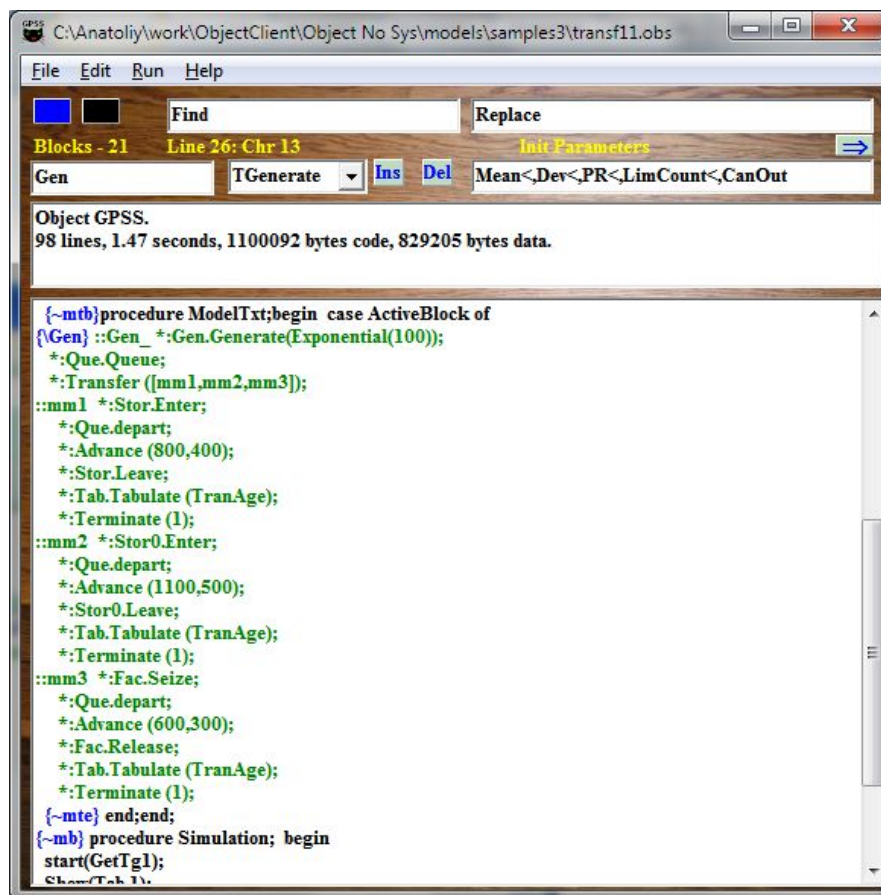 GPSS C:\Anatoliy\work\ObjectClient\Object No Sys\models\samples3\transf11.obs
File Edit Run Help
Find Replace
Blocks - 21 Line 26: Chr 13 Init Parameters
Gen TGenerate Ins Del Mean<,Dev<,PR<,LimCount<,CanOut
Object GPSS.
98 lines, 1.47 seconds, 1100092 bytes code, 829205 bytes data.
{~mtb}procedure ModelTxt;begin case ActiveBlock of
{\Gen} ::Gen_ *:Gen.Generate(Exponential(100));
*:Que.Queue;
*:Transfer ([mm1,mm2,mm3]);
::mm1 *:Stor.Enter;
*:Que.depart;
*:Advance (800,400);
*:Stor.Leave;
*:Tab.Tabulate (TranAge);
*:Terminate (1);
::mm2 *:Stor0.Enter;
*:Que.depart;
*:Advance (1100,500);
*:Stor0.Leave;
*:Tab.Tabulate (TranAge);
*:Terminate (1);
::mm3 *:Fac.Seize;
*:Que.depart;
*:Advance (600,300);
*:Fac.Release;
*:Tab.Tabulate (TranAge);
*:Terminate (1);
{~mte} end;end;
{~mb} procedure Simulation; begin
start(GetTg1);
Show(Tab,1);